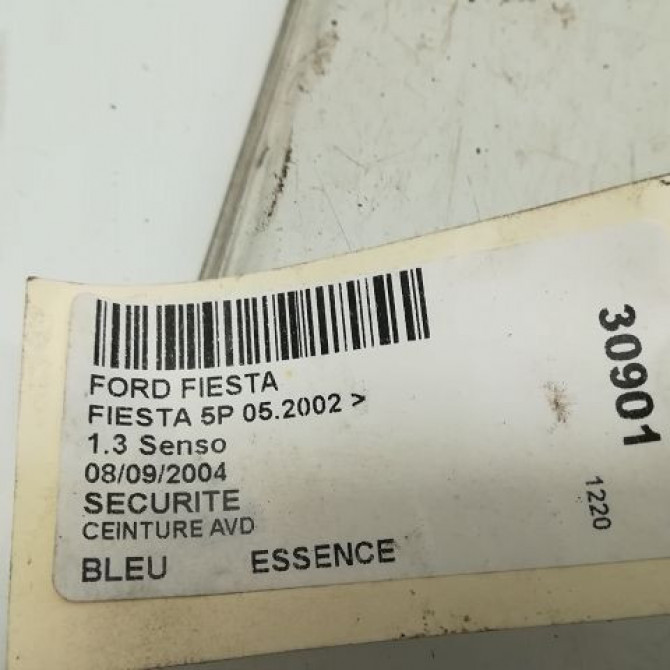 FORD FIESTA
FIESTA 5P 05.2002 >
1.3 Senso
08/09/2004
SECURITE
CEINTURE AVD
BLEU ESSENCE
30901
1220